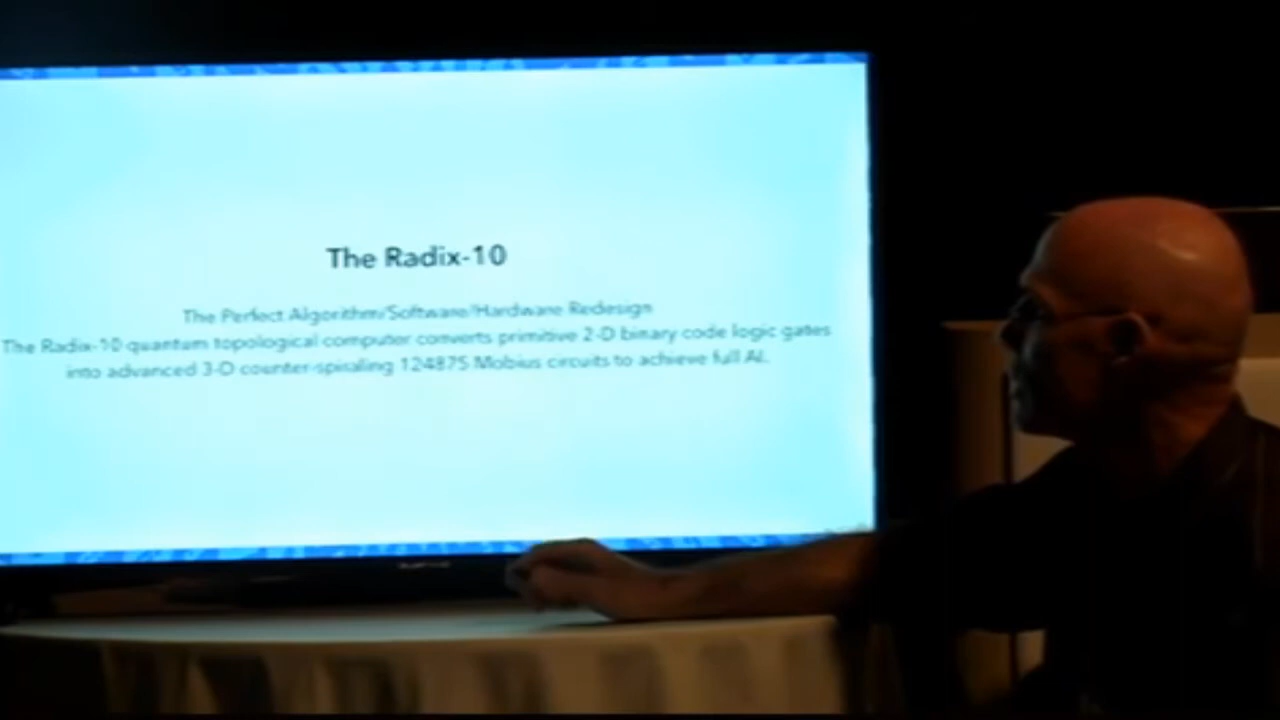 The Radix-10
The Perfect Algorithm/Software/Hardware Redesign
The Radix-10 quantum topological computer converts primitive 2-D binary code logic gates
into advanced 3-D counter-spiraling 124875 Mobius circuits to achieve full AI.